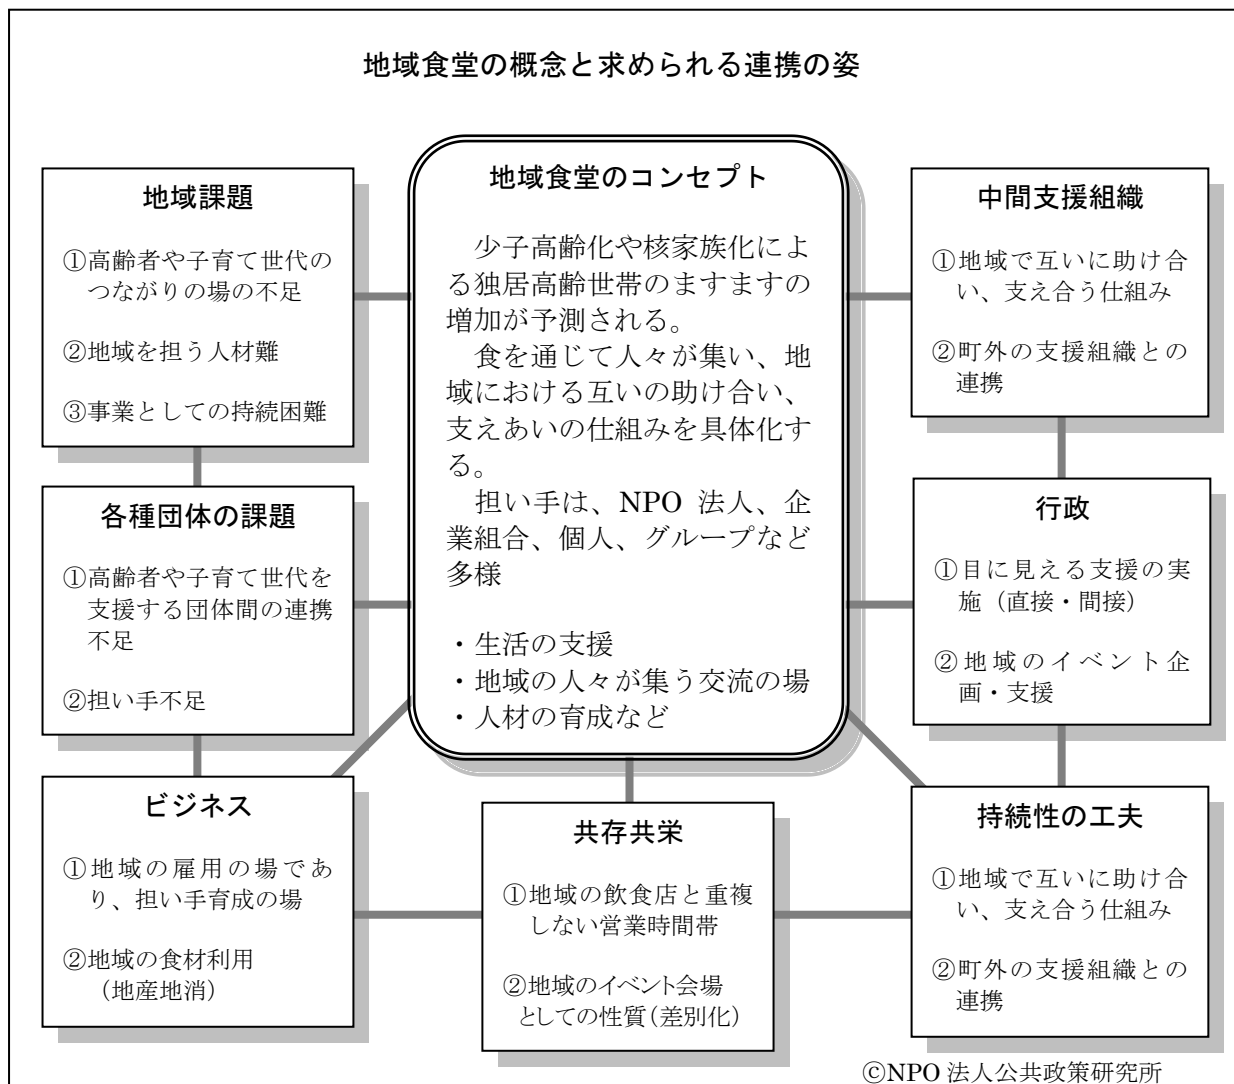 地域食堂の概念と求められる連携の姿
地域課題
①高齢者や子育て世代の
つながりの場の不足
②地域を担う人材難
③事業としての持続困難
各種団体の課題
①高齢者や子育て世代を
支援する団体間の連携
不足
②担い手不足
ビジネス
①地域の雇用の場であ
り、担い手育成の場
②地域の食材利用
（地産地消）
地域食堂のコンセプト
少子高齢化や核家族化によ
る独居高齢世帯のますますの
増加が予測される。
食を通じて人々が集い、地
域における互いの助け合い、
支えあいの仕組みを具体化す
る。
担い手は、NPO 法人、企
業組合、個人、グループなど
多様
・生活の支援
・地域の人々が集う交流の場
・人材の育成など
共存共栄
①地域の飲食店と重複
しない営業時間帯
②地域のイベント会場
としての性質（差別化）
中間支援組織
①地域で互いに助け合
い、支え合う仕組み
②町外の支援組織との
連携
行政
①目に見える支援の実
施（直接・間接）
②地域のイベント企
画・支援
持続性の工夫
①地域で互いに助け合
い、支え合う仕組み
②町外の支援組織との
連携
ⓒNPO 法人公共政策研究所